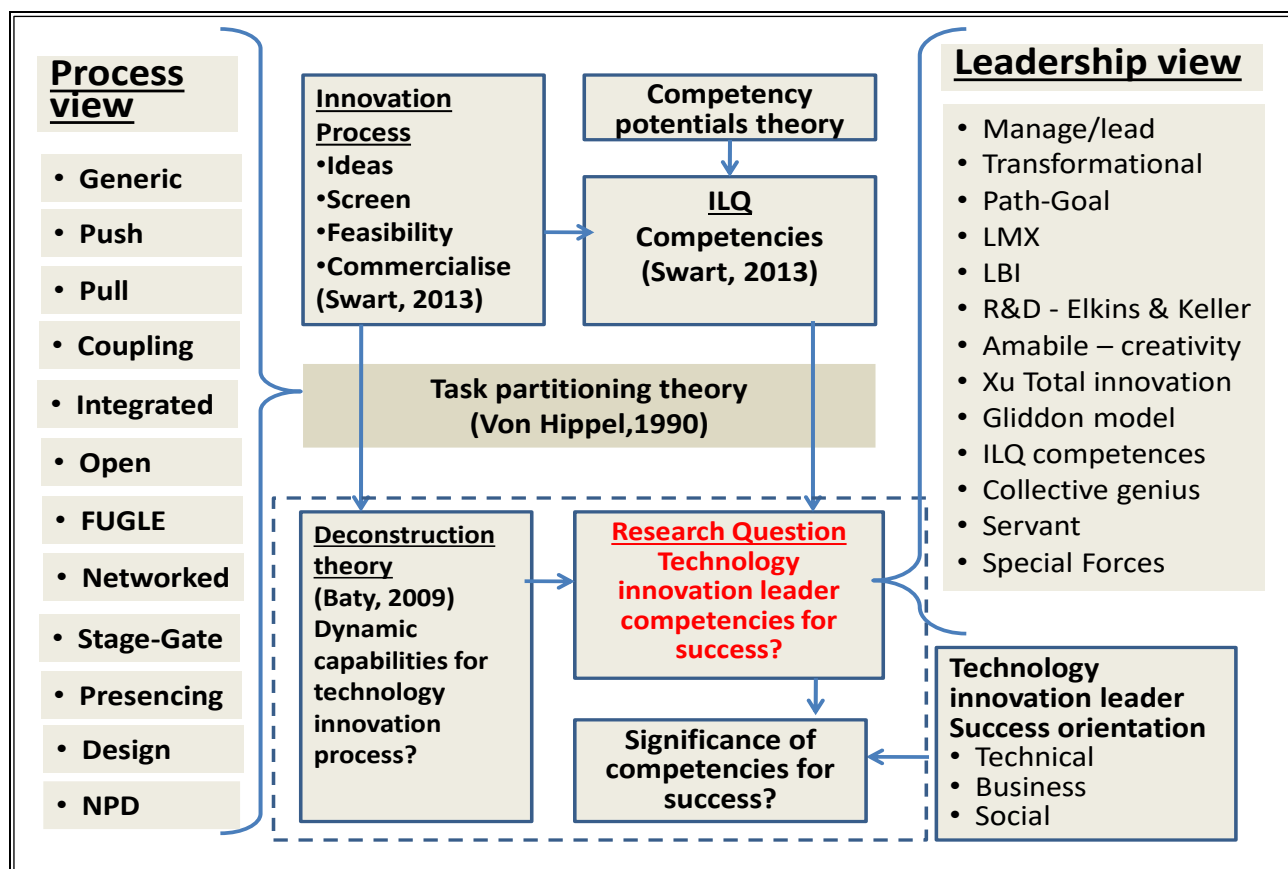 Process
view
• Generic
• Push
• Pull
• Coupling
• Integrated
• Open
• FUGLE
• Networked
• Stage-Gate
• Presencing
• Design
• NPD
Innovation
Process
•Ideas
•Screen
•Feasibility
•Commercialise
(Swart, 2013)
Competency
potentials theory
ILQ
Competencies
(Swart, 2013)
Task partitioning theory
(Von Hippel,1990)
Deconstruction
theory
(Baty, 2009)
Dynamic
capabilities for
technology
innovation
process?
Research Question
Technology
innovation leader
competencies for
success?
Significance of
competencies for
success?
Leadership view
• Manage/lead
• Transformational
• Path-Goal
• LMX
• LBI
• R&D - Elkins & Keller
• Amabile – creativity
• Xu Total innovation
• Gliddon model
• ILQ competences
• Collective genius
• Servant
• Special Forces
Technology
innovation leader
Success orientation
• Technical
• Business
• Social